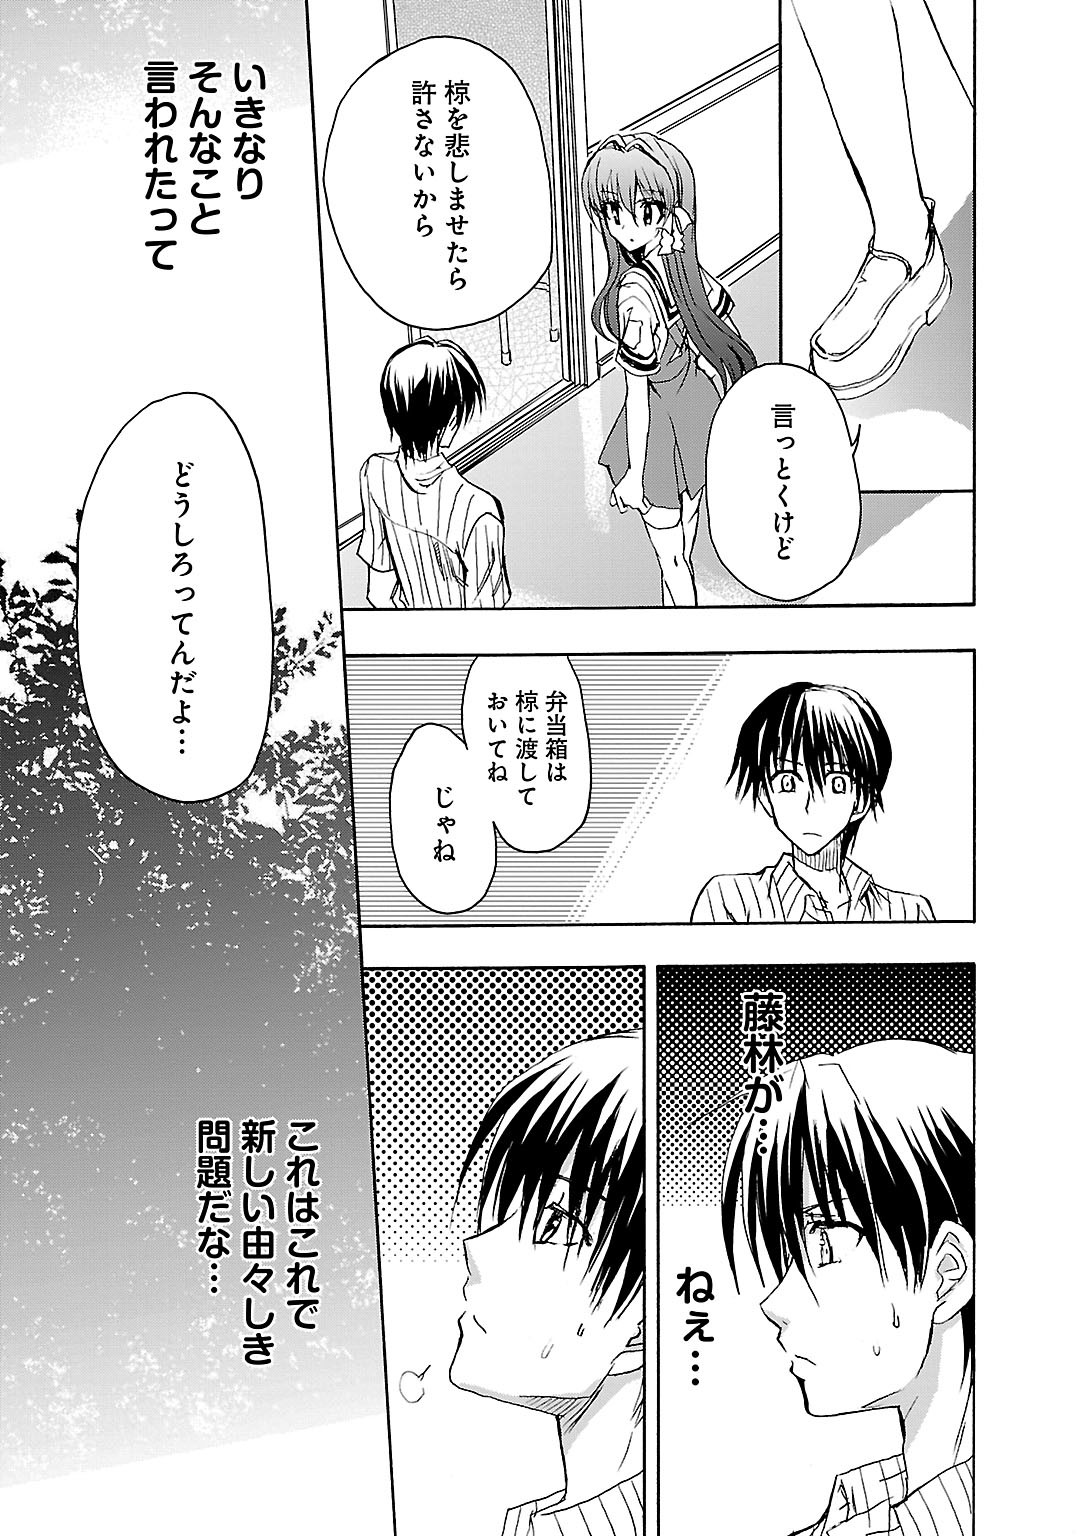 言っとくけど
椋を悲しませたら
許さないから
弁当箱は
椋に渡して
おいてね
じゃね
藤林が…
ねぇ…
いきなり
そんなこと
言われたって
どうしろってんだよ…
これはこれで
新しい由々しき
問題だな…